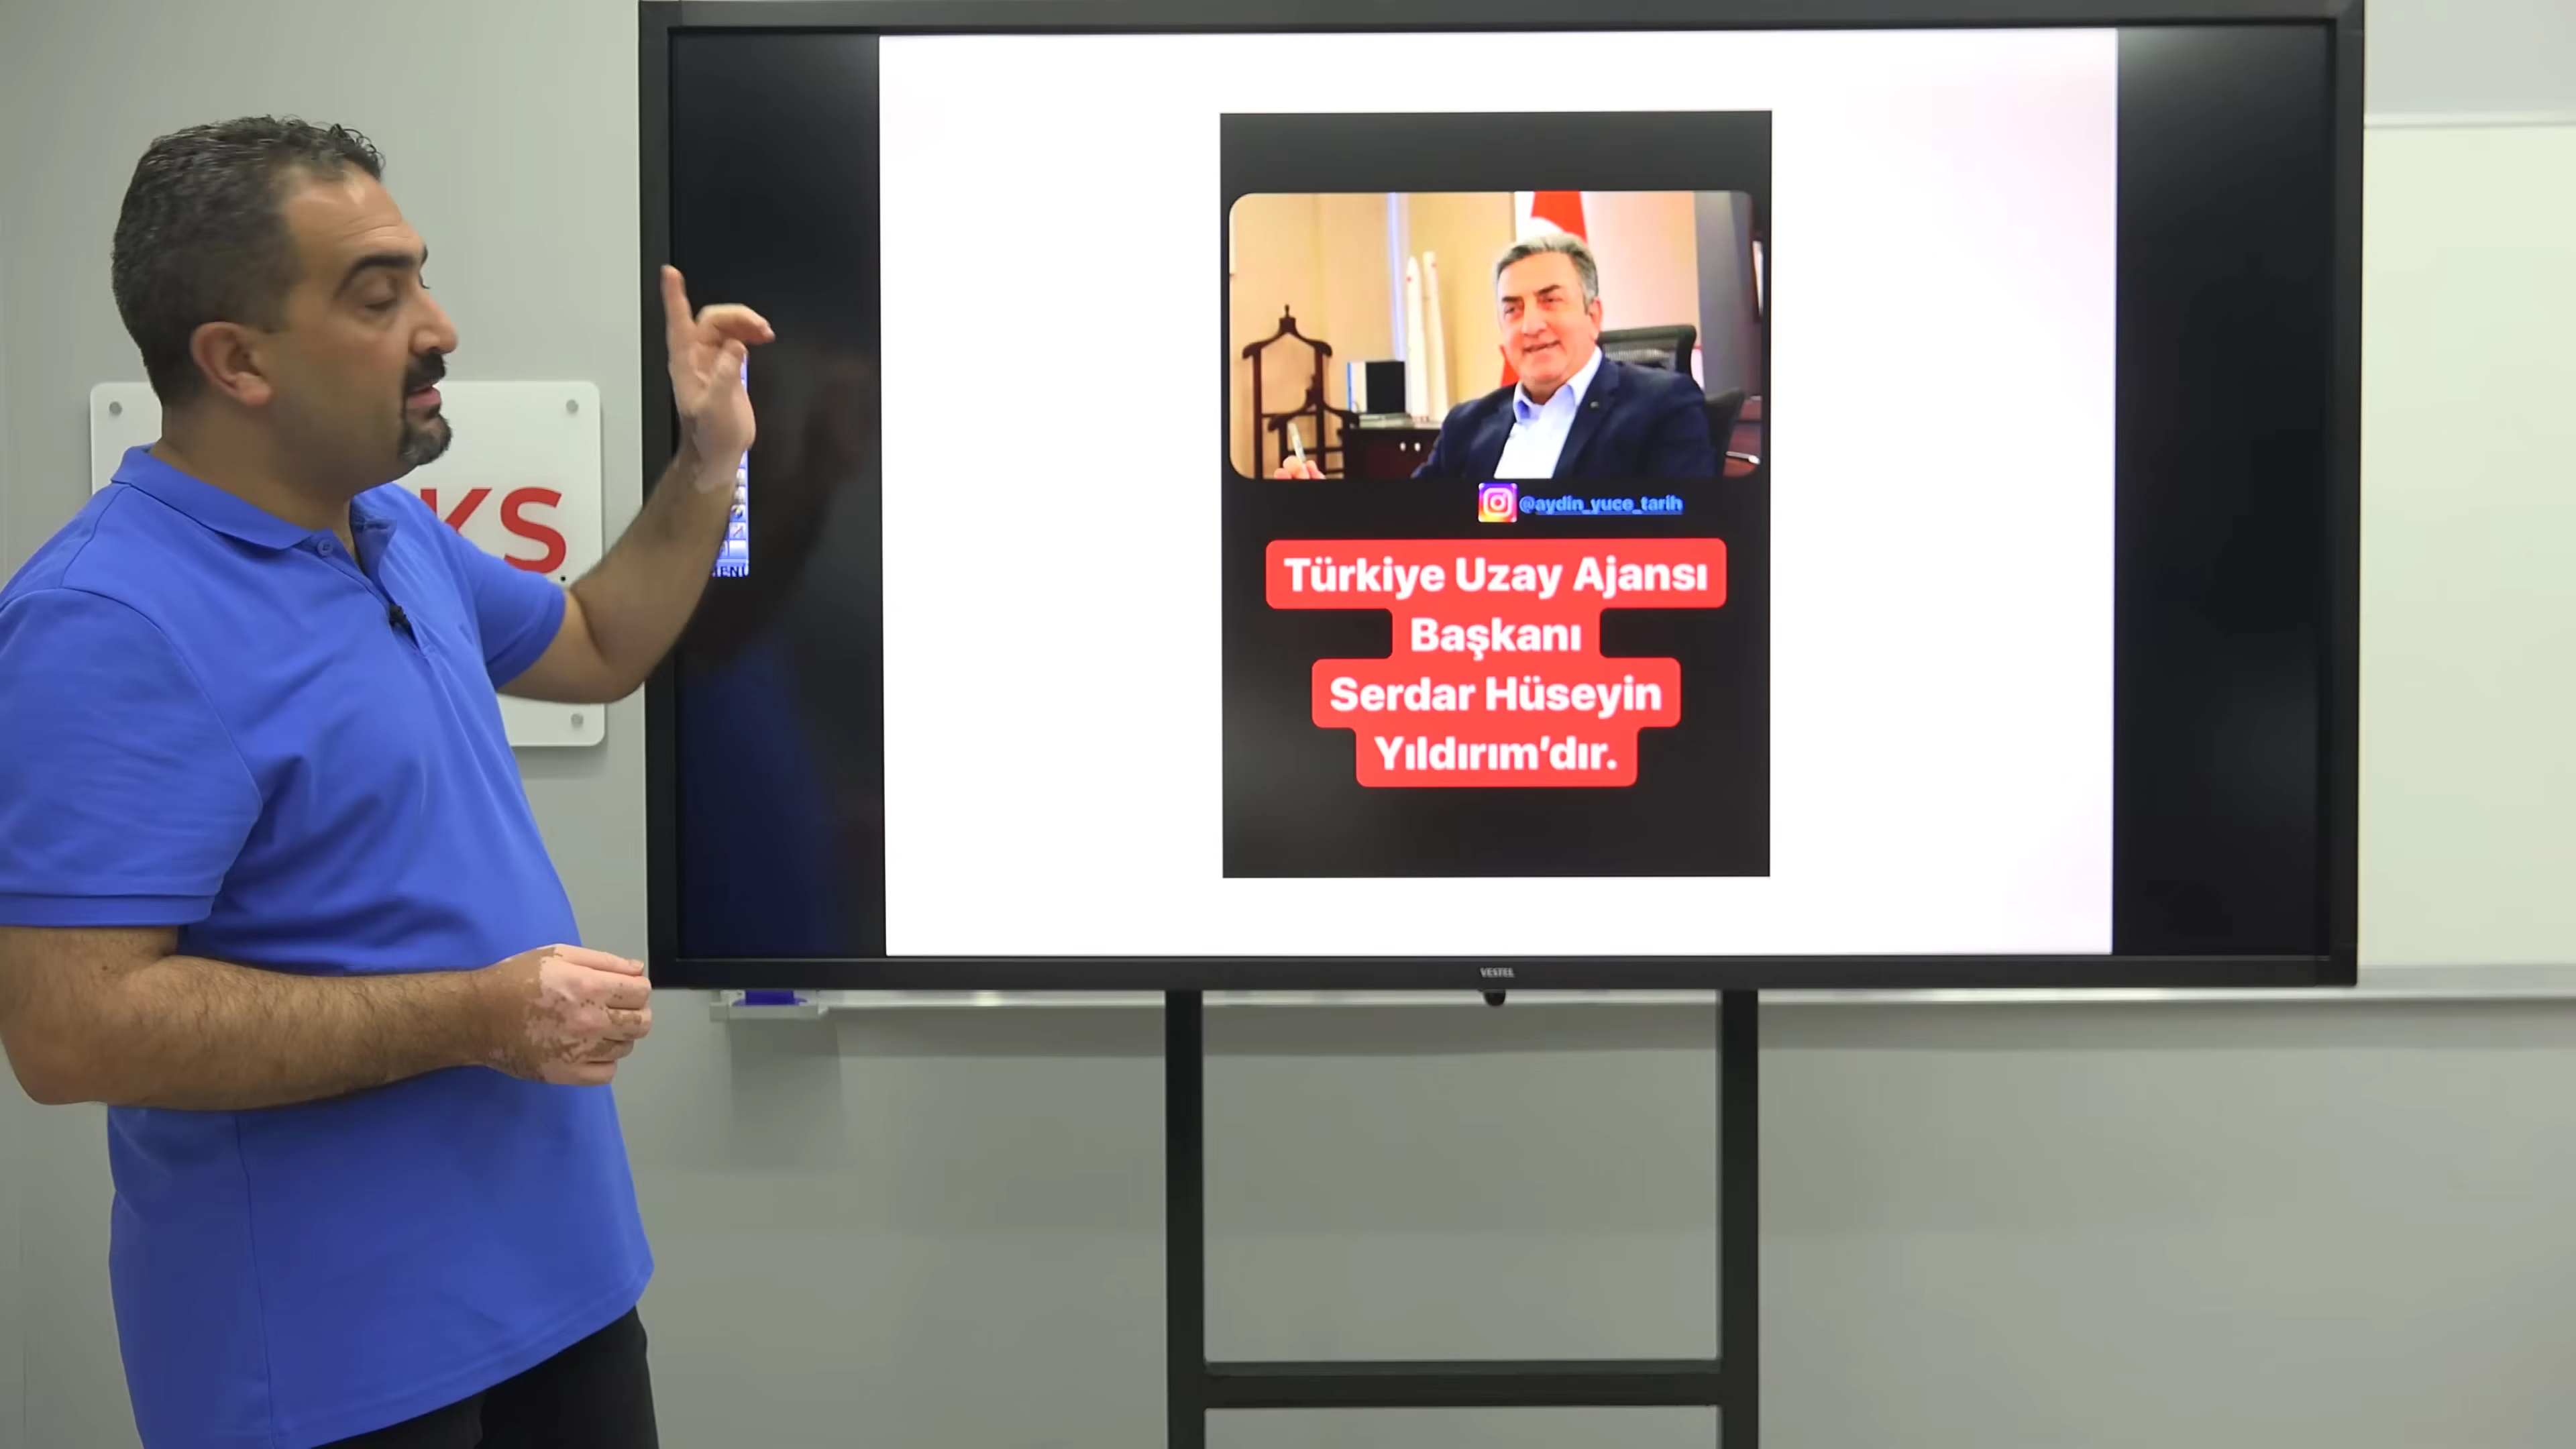 KS
@aydin_yuce_tarih
Türkiye Uzay Ajansı
Başkanı
Serdar Hüseyin
Yıldırım'dır.
VESTEL